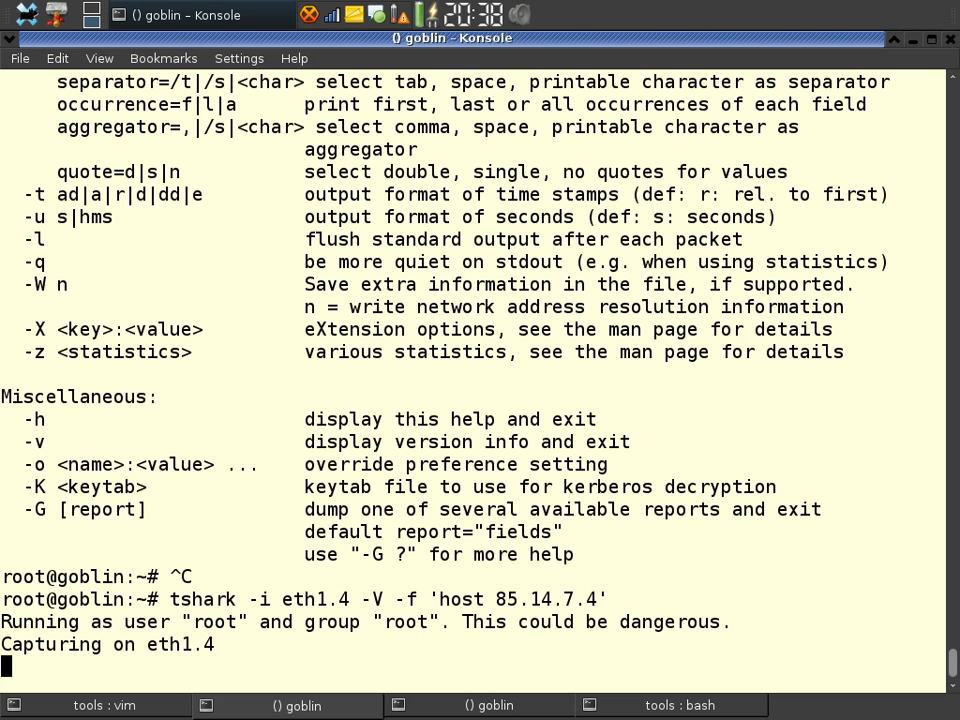 () goblin – Konsole
20:38
() goblin – Konsole
File Edit View Bookmarks Settings Help
separator=/t|/s|<char> select tab, space, printable character as separator
occurrence=f|l|a print first, last or all occurrences of each field
aggregator=,|/s|<char> select comma, space, printable character as
aggregator
quote=d|s|n select double, single, no quotes for values
-t ad|a|r|d|dd|e output format of time stamps (def: r: rel. to first)
-u s|hms output format of seconds (def: s: seconds)
-l flush standard output after each packet
-q be more quiet on stdout (e.g. when using statistics)
-W n Save extra information in the file, if supported.
n = write network address resolution information
-X <key>:<value> eXtension options, see the man page for details
-z <statistics> various statistics, see the man page for details
Miscellaneous:
-h display this help and exit
-v display version info and exit
-o <name>:<value> ... override preference setting
-K <keytab> keytab file to use for kerberos decryption
-G [report] dump one of several available reports and exit
default report="fields"
use "-G ?" for more help
root@goblin:~# ^C
root@goblin:~# tshark -i eth1.4 -V -f 'host 85.14.7.4'
Running as user "root" and group "root". This could be dangerous.
Capturing on eth1.4
tools : vim () goblin () goblin tools : bash